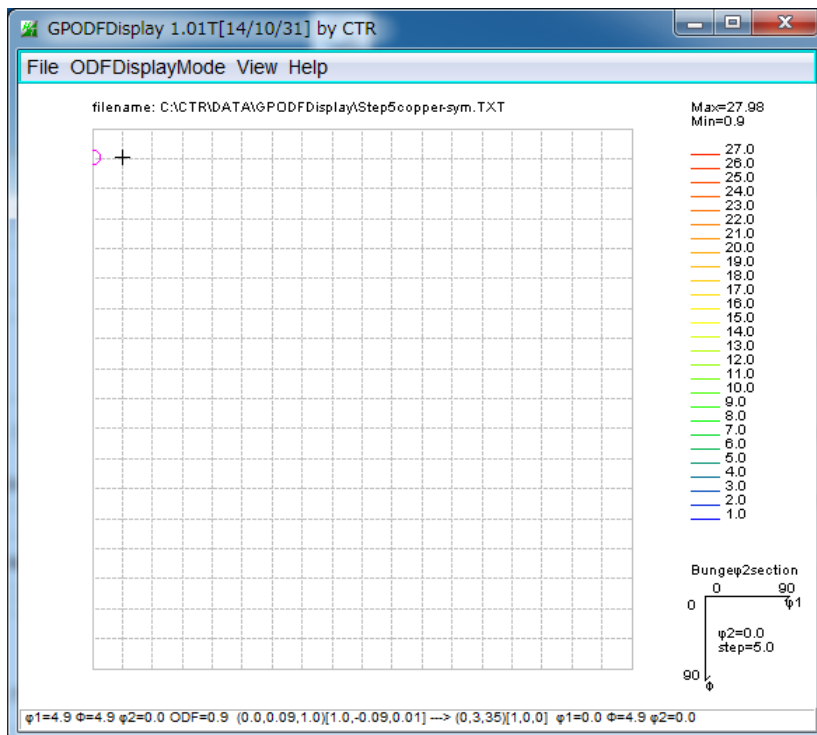 GPODFDisplay 1.01T[14/10/31] by CTR
File ODFDisplayMode View Help
filename: C:\CTR\DATA\GPODFDisplay\Step5copper-sym.TXT
Max=27.98
Min=0.9
27.0
26.0
25.0
24.0
23.0
22.0
21.0
20.0
19.0
18.0
17.0
16.0
15.0
14.0
13.0
12.0
11.0
10.0
9.0
8.0
7.0
6.0
5.0
4.0
3.0
2.0
1.0
Bungeφ2section
0 90
0 φ1
φ2=0.0
step=5.0
90
Φ
φ1=4.9 Φ=4.9 φ2=0.0 ODF=0.9 (0.0,0.09,1.0)[1.0,-0.09,0.01] ---> (0,3,35)[1,0,0] φ1=0.0 Φ=4.9 φ2=0.0